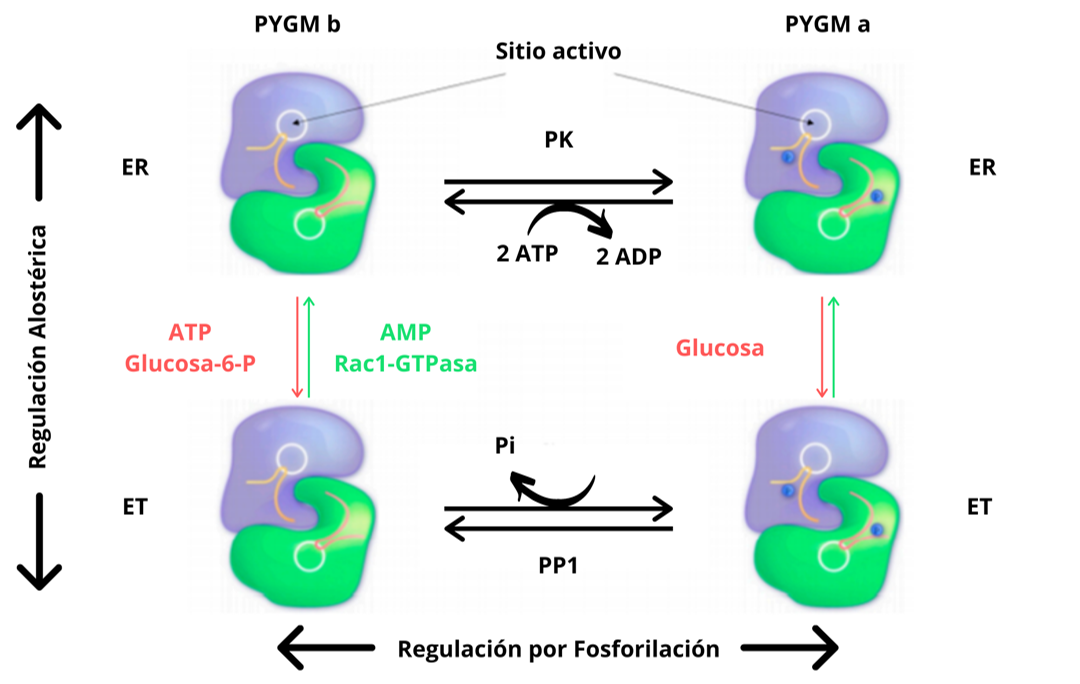 PYGM b
PYGM a
Sitio activo
PK
ER
ER
2 ATP
2 ADP
Regulación Alostérica
ATP
Glucosa-6-P
AMP
Rac1-GTPasa
Glucosa
Pi
ET
ET
PP1
Regulación por Fosforilación